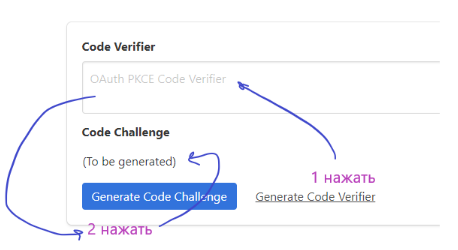 Code Verifier
OAuth PKCE Code Verifier
Code Challenge
(To be generated)
1 нажать
Generate Code Challenge Generate Code Verifier
2 нажать